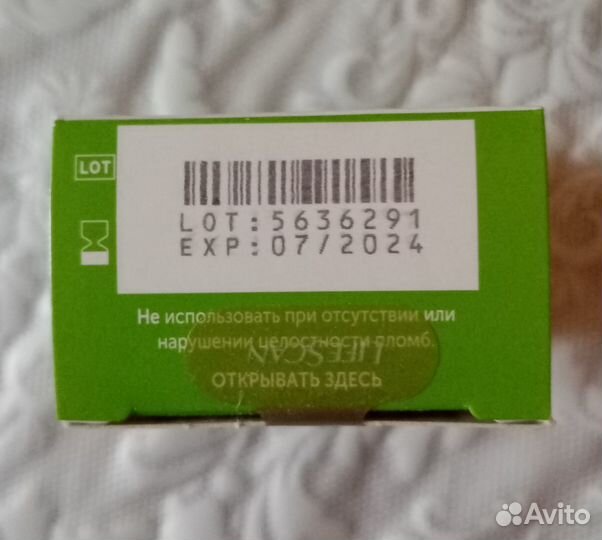 LOT
LOT:5636291
EXP:07/2024
Не использовать при отсутствии или
нарушении целостности пломб.
LIFESCAN
ОТКРЫВАТЬ ЗДЕСЬ
Avito